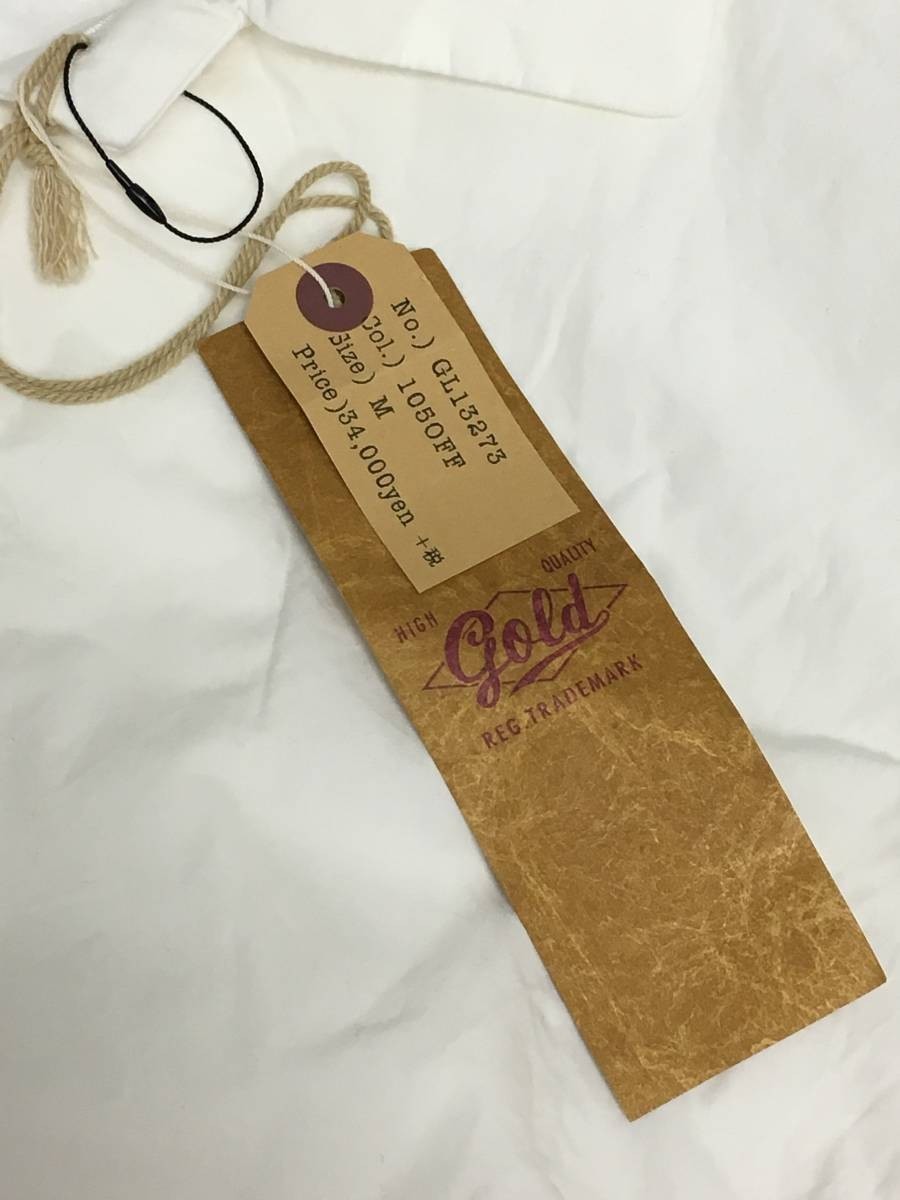 No.) GL13273
Col.) 105OFF
Size) M
Price)34,000yen +税
HIGH QUALITY
Gold
REG.TRADEMARK